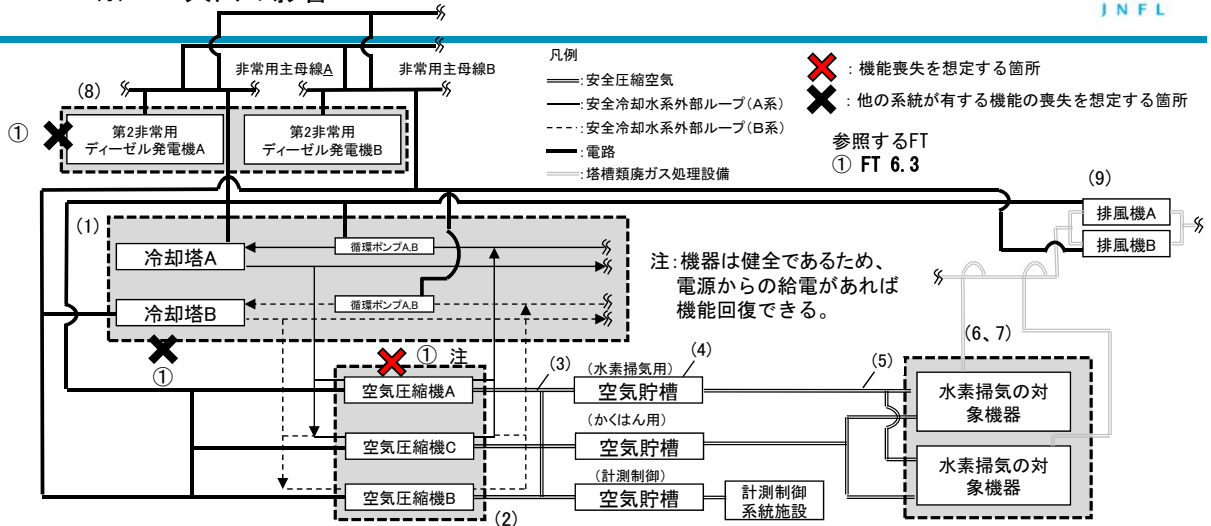 JNFL
非常用主母線A
非常用主母線B
凡例
:安全圧縮空気
:安全冷却水系外部ループ(A系)
:安全冷却水系外部ループ(B系)
:電路
:塔槽類廃ガス処理設備
:機能喪失を想定する箇所
:他の系統が有する機能の喪失を想定する箇所
参照するFT
① FT 6.3
(8)
①
第2非常用
ディーゼル発電機A
第2非常用
ディーゼル発電機B
(9)
排風機A
排風機B
(1)
冷却塔A
循環ポンプA,B
冷却塔B
循環ポンプA,B
①
注:機器は健全であるため、
電源からの給電があれば
機能回復できる。
① 注
(2)
空気圧縮機A
空気圧縮機C
空気圧縮機B
(3)
(水素掃気用)
(4)
空気貯槽
(かくはん用)
空気貯槽
(計測制御)
空気貯槽
計測制御
系統施設
(5)
(6、7)
水素掃気の対
象機器
水素掃気の対
象機器